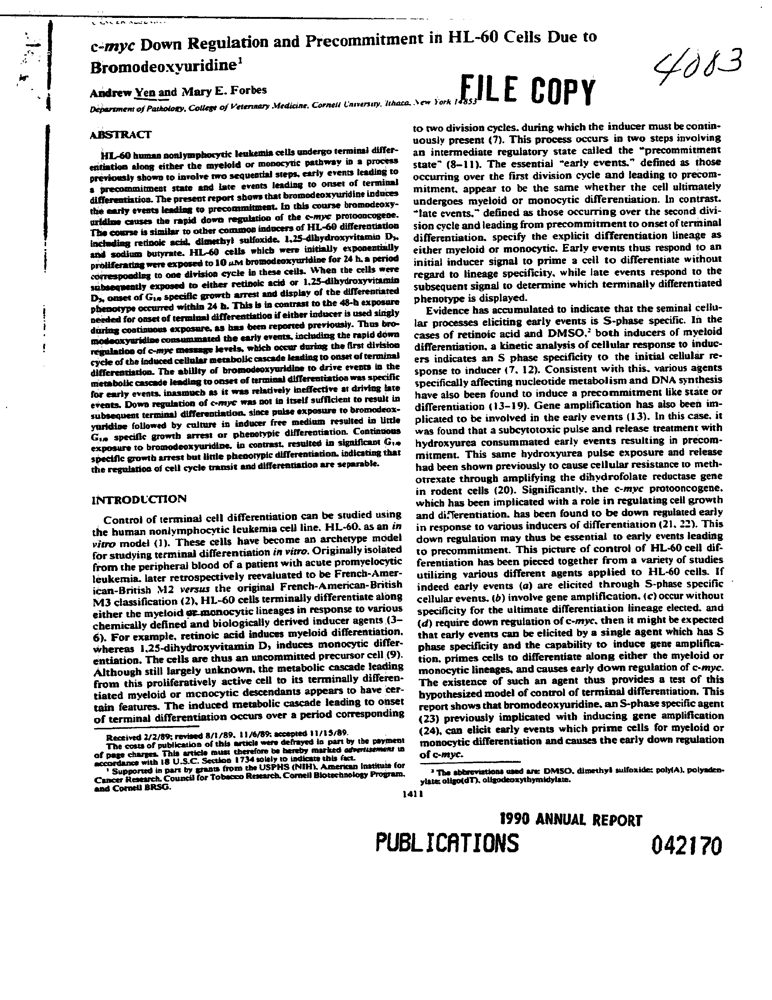 c-myc Down Regulation and Precommitment in HL-60 Cells Due to
Bromodeoxyuridine¹
4083
Andrew Yen and Mary E. Forbes
FILE COPY
Department of Pathology, College of Veterinary Medicine, Cornell University, Ithaca, New York 14853
ABSTRACT
HL-60 human nonlymphocytic leukemia cells undergo terminal differ-
entiation along either the myeloid or monocytic pathway in a process
previously shown to involve two sequential steps, early events leading to
a precommitment state and late events leading to onset of terminal
differentiation. The present report shows that bromodeoxyuridine induces
the early events leading to precommitment. In this course bromodeoxy-
uridine causes the rapid down regulation of the c-myc protooncogene.
The course is similar to other common inducers of HL-60 differentiation
including retinoic acid, dimethyl sulfoxide, 1,25-dihydroxyvitamin D₃,
and sodium butyrate. HL-60 cells which were initially exponentially
proliferating were exposed to 10 μM bromodeoxyuridine for 24 h, a period
corresponding to one division cycle in these cells. When the cells were
subsequently exposed to either retinoic acid or 1,25-dihydroxyvitamin
D₃, onset of G₁/₀ specific growth arrest and display of the differentiated
phenotype occurred within 24 h. This is in contrast to the 48-h exposure
needed for onset of terminal differentiation if either inducer is used singly
during continuous exposure, as has been reported previously. Thus bro-
modeoxyuridine consummated the early events, including the rapid down
regulation of c-myc message levels, which occur during the first division
cycle of the induced cellular metabolic cascade leading to onset of terminal
differentiation. The ability of bromodeoxyuridine to drive events in the
metabolic cascade leading to onset of terminal differentiation was specific
for early events, inasmuch as it was relatively ineffective at driving late
events. Down regulation of c-myc was not in itself sufficient to result in
subsequent terminal differentiation, since pulse exposure to bromodeox-
yuridine followed by culture in inducer free medium resulted in little
G₁/₀ specific growth arrest or phenotypic differentiation. Continuous
exposure to bromodeoxyuridine, in contrast, resulted in significant G₁/₀
specific growth arrest but little phenotypic differentiation, indicating that
the regulation of cell cycle transit and differentiation are separable.
INTRODUCTION
Control of terminal cell differentiation can be studied using
the human nonlymphocytic leukemia cell line, HL-60, as an in
vitro model (1). These cells have become an archetype model
for studying terminal differentiation in vitro. Originally isolated
from the peripheral blood of a patient with acute promyelocytic
leukemia, later retrospectively reevaluated to be French-Amer-
ican-British M2 versus the original French-American-British
M3 classification (2), HL-60 cells terminally differentiate along
either the myeloid or monocytic lineages in response to various
chemically defined and biologically derived inducer agents (3–
6). For example, retinoic acid induces myeloid differentiation,
whereas 1,25-dihydroxyvitamin D₃ induces monocytic differ-
entiation. The cells are thus an uncommitted precursor cell (9).
Although still largely unknown, the metabolic cascade leading
from this proliferatively active cell to its terminally differen-
tiated myeloid or monocytic descendants appears to have cer-
tain features. The induced metabolic cascade leading to onset
of terminal differentiation occurs over a period corresponding
Received 2/2/89; revised 8/1/89, 11/6/89; accepted 11/15/89.
The costs of publication of this article were defrayed in part by the payment
of page charges. This article must therefore be hereby marked advertisement in
accordance with 18 U.S.C. Section 1734 solely to indicate this fact.
¹ Supported in part by grants from the USPHS (NIH), American Institute for
Cancer Research, Council for Tobacco Research, Cornell Biotechnology Program,
and Cornell BRSG.
to two division cycles, during which the inducer must be contin-
uously present (7). This process occurs in two steps involving
an intermediate regulatory state called the "precommitment
state" (8–11). The essential "early events," defined as those
occurring over the first division cycle and leading to precom-
mitment, appear to be the same whether the cell ultimately
undergoes myeloid or monocytic differentiation. In contrast,
"late events," defined as those occurring over the second divi-
sion cycle and leading from precommitment to onset of terminal
differentiation, specify the explicit differentiation lineage as
either myeloid or monocytic. Early events thus respond to an
initial inducer signal to prime a cell to differentiate without
regard to lineage specificity, while late events respond to the
subsequent signal to determine which terminally differentiated
phenotype is displayed.
Evidence has accumulated to indicate that the seminal cellu-
lar processes eliciting early events is S-phase specific. In the
cases of retinoic acid and DMSO,² both inducers of myeloid
differentiation, a kinetic analysis of cellular response to induc-
ers indicates an S phase specificity to the initial cellular re-
sponse to inducer (7, 12). Consistent with this, various agents
specifically affecting nucleotide metabolism and DNA synthesis
have also been found to induce a precommitment like state or
differentiation (13–19). Gene amplification has also been im-
plicated to be involved in the early events (13). In this case, it
was found that a subcytotoxic pulse and release treatment with
hydroxyurea consummated early events resulting in precom-
mitment. This same hydroxyurea pulse exposure and release
had been shown previously to cause cellular resistance to meth-
otrexate through amplifying the dihydrofolate reductase gene
in rodent cells (20). Significantly, the c-myc protooncogene,
which has been implicated with a role in regulating cell growth
and differentiation, has been found to be down regulated early
in response to various inducers of differentiation (21, 22). This
down regulation may thus be essential to early events leading
to precommitment. This picture of control of HL-60 cell dif-
ferentiation has been pieced together from a variety of studies
utilizing various different agents applied to HL-60 cells. If
indeed early events (a) are elicited through S-phase specific
cellular events, (b) involve gene amplification, (c) occur without
specificity for the ultimate differentiation lineage elected, and
(d) require down regulation of c-myc, then it might be expected
that early events can be elicited by a single agent which has S
phase specificity and the capability to induce gene amplifica-
tion, primes cells to differentiate along either the myeloid or
monocytic lineages, and causes early down regulation of c-myc.
The existence of such an agent thus provides a test of this
hypothesized model of control of terminal differentiation. This
report shows that bromodeoxyuridine, an S-phase specific agent
(23) previously implicated with inducing gene amplification
(24), can elicit early events which prime cells for myeloid or
monocytic differentiation and causes the early down regulation
of c-myc.
² The abbreviations used are: DMSO, dimethyl sulfoxide; poly(A), polyaden-
ylate; oligo(dT), oligodeoxythymidylate.
1411
1990 ANNUAL REPORT
PUBLICATIONS
042170